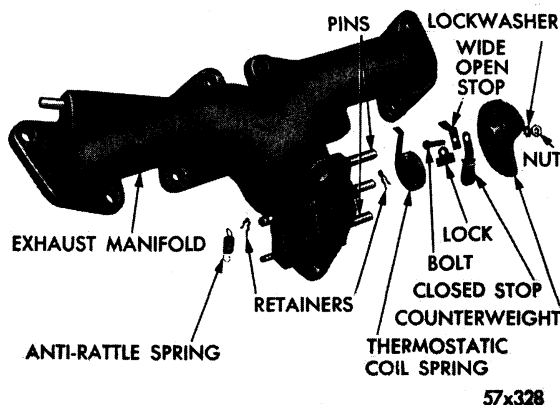 PINS
LOCKWASHER
WIDE
OPEN
STOP
NUT
EXHAUST MANIFOLD
LOCK
BOLT
RETAINERS
CLOSED STOP
COUNTERWEIGHT
ANTI-RATTLE SPRING
THERMOSTATIC
COIL SPRING
57x328